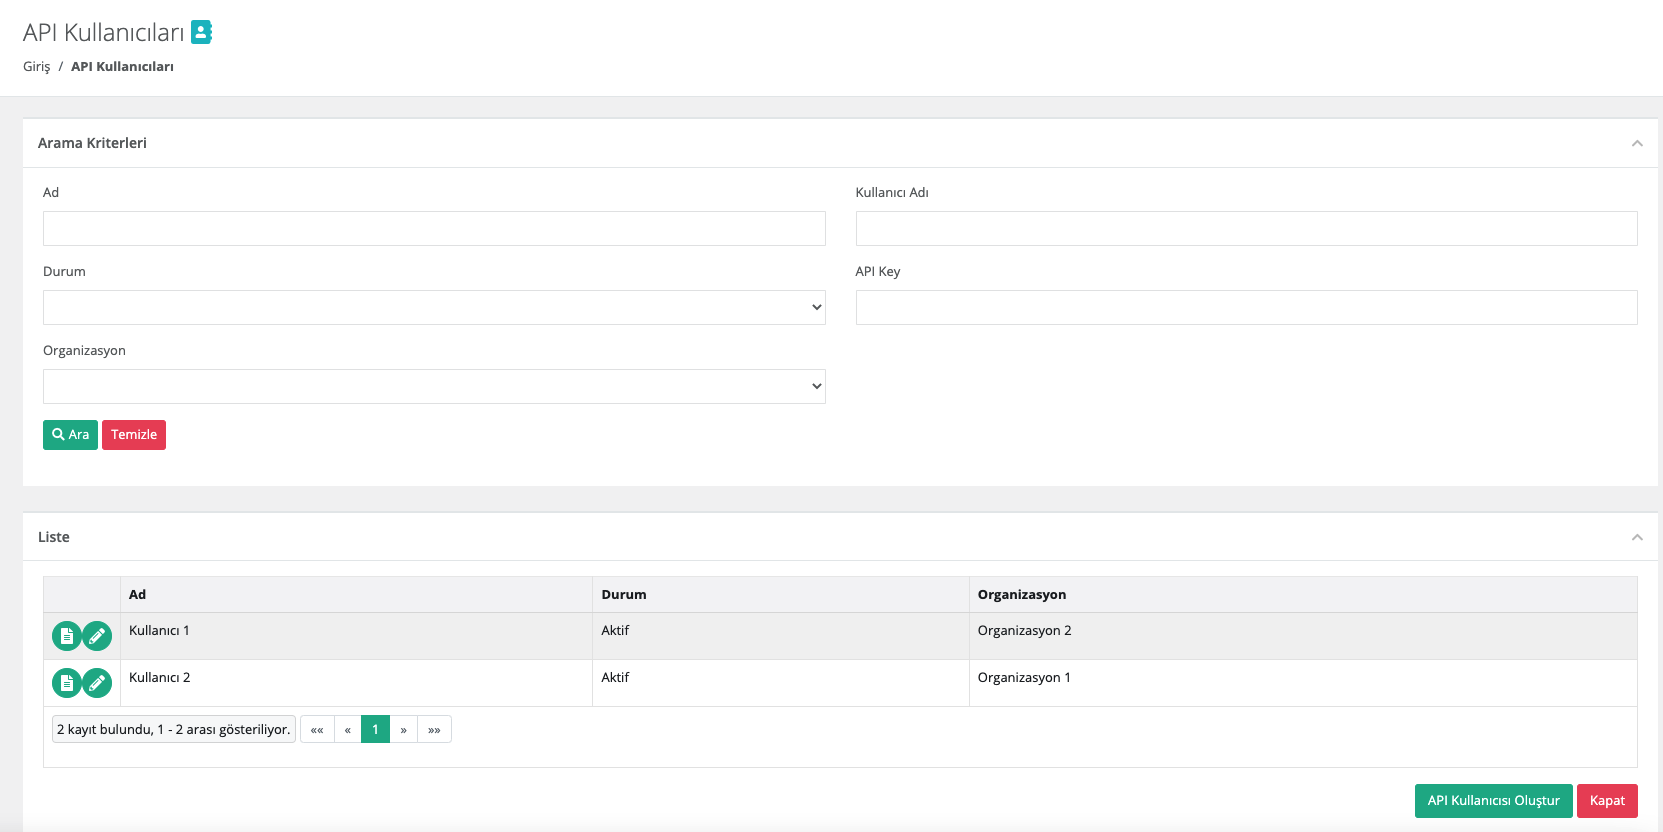 API Kullanıcıları
Giriş / API Kullanıcıları
Arama Kriterleri
Ad
Kullanıcı Adı
Durum
API Key
Organizasyon
Ara Temizle
Liste
Ad Durum Organizasyon
Kullanıcı 1 Aktif Organizasyon 2
Kullanıcı 2 Aktif Organizasyon 1
2 kayıt bulundu, 1 - 2 arası gösteriliyor. «« « 1 » »»
API Kullanıcısı Oluştur Kapat